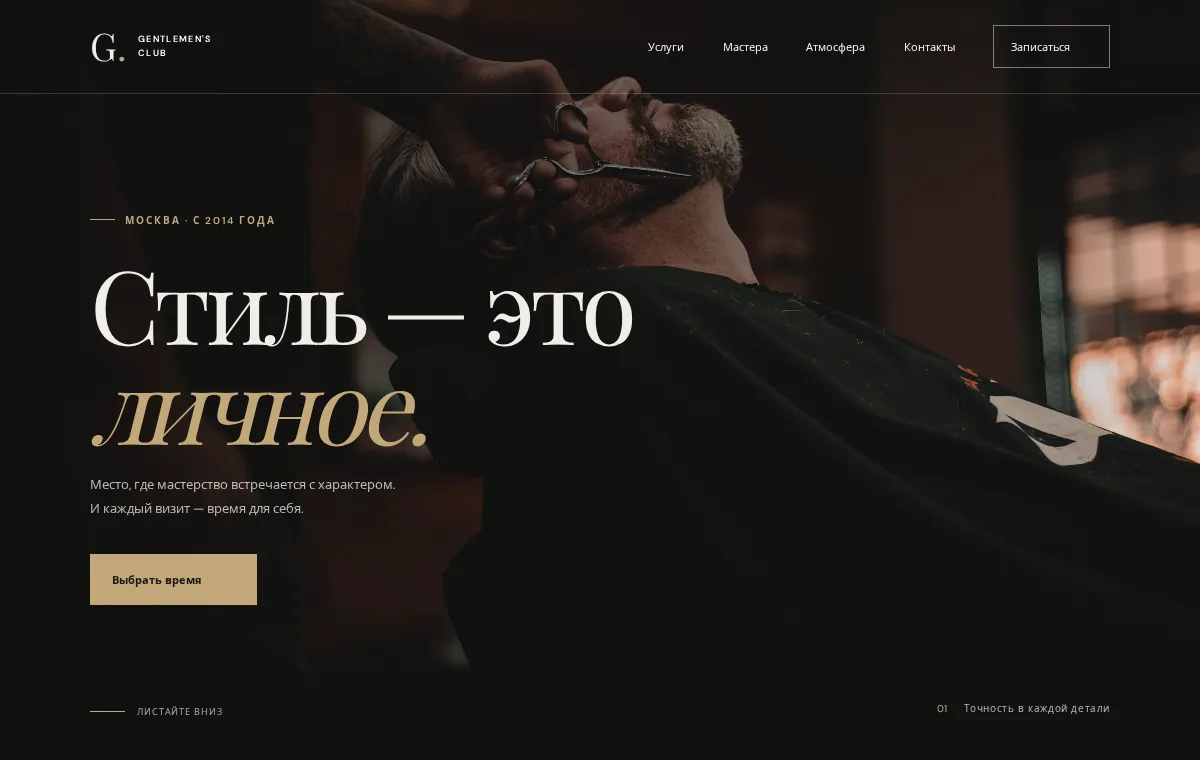 G.
GENTLEMEN'S
CLUB
Услуги
Мастера
Атмосфера
Контакты
Записаться
МОСКВА · С 2014 ГОДА
Стиль — это
личное.
Место, где мастерство встречается с характером.
И каждый визит — время для себя.
Выбрать время
ЛИСТАЙТЕ ВНИЗ
01 Точность в каждой детали